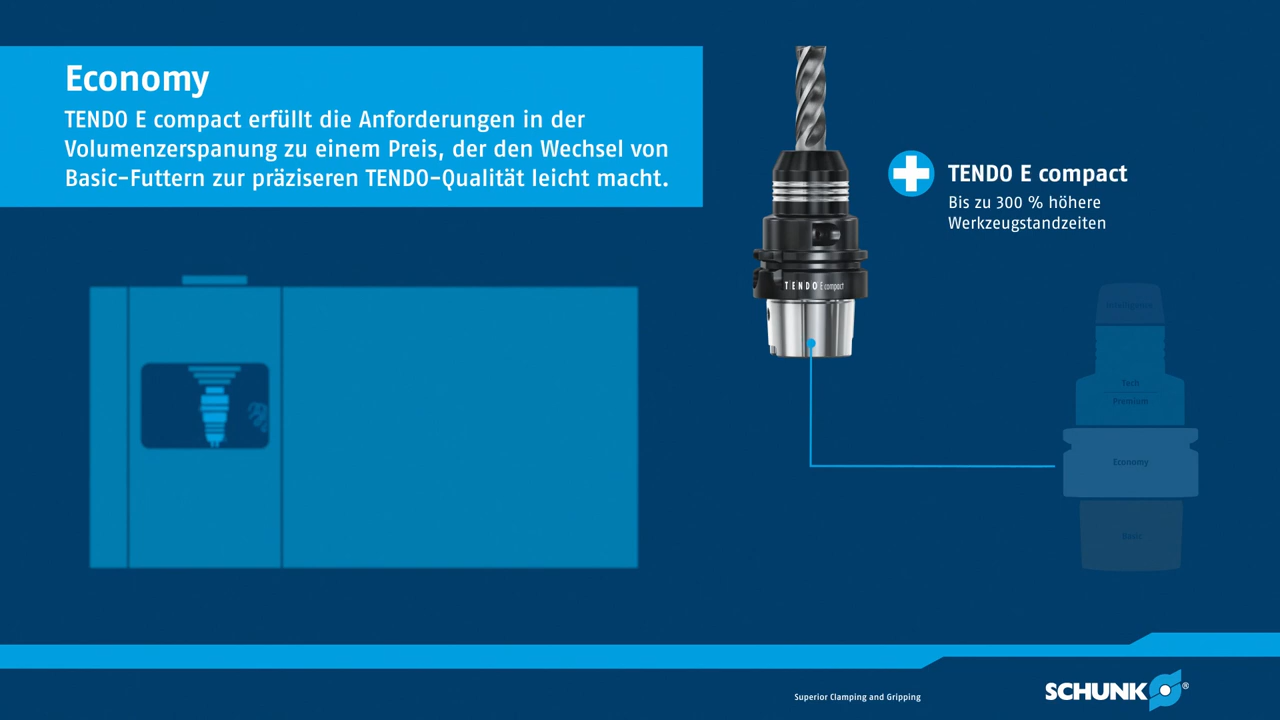 Economy
TENDO E compact erfüllt die Anforderungen in der
Volumenzerspanung zu einem Preis, der den Wechsel von
Basic-Futtern zur präziseren TENDO-Qualität leicht macht.
TENDO E compact
Bis zu 300 % höhere
Werkzeugstandzeiten
TENDO E compact
Tech
Premium
Economy
Basic
Superior Clamping and Gripping
SCHUNK®